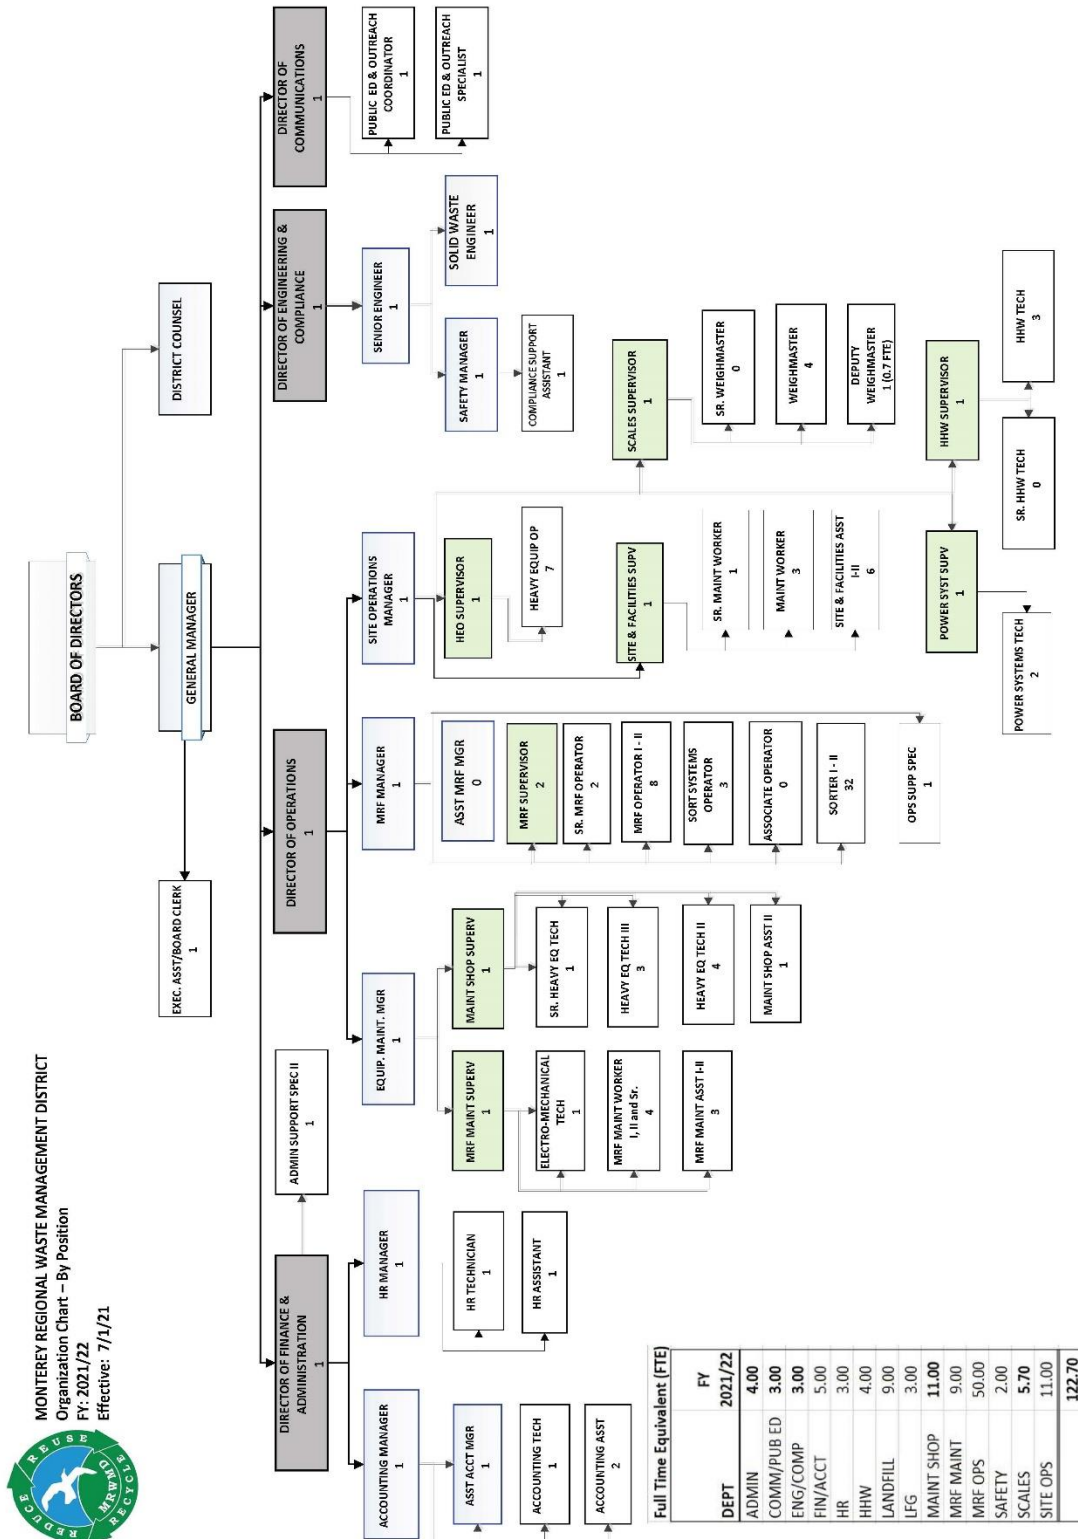 MONTEREY REGIONAL WASTE MANAGEMENT DISTRICT
Organization Chart – By Position
FY: 2021/22
Effective: 7/1/21
REDUCE REUSE RECYCLE
MRWMD
BOARD OF DIRECTORS
DISTRICT COUNSEL
GENERAL MANAGER
EXEC. ASST/BOARD CLERK
1
DIRECTOR OF FINANCE &
ADMINISTRATION
1
ADMIN SUPPORT SPEC II
1
DIRECTOR OF OPERATIONS
1
DIRECTOR OF ENGINEERING &
COMPLIANCE
1
DIRECTOR OF
COMMUNICATIONS
1
ACCOUNTING MANAGER
1
ASST ACCT MGR
1
ACCOUNTING TECH
1
ACCOUNTING ASST
2
HR MANAGER
1
HR TECHNICIAN
1
HR ASSISTANT
1
EQUIP. MAINT. MGR
1
MRF MAINT SUPERV
1
ELECTRO-MECHANICAL
TECH
1
MRF MAINT WORKER
I, II and Sr.
4
MRF MAINT ASST I-II
3
MAINT SHOP SUPERV
1
SR. HEAVY EQ TECH
1
HEAVY EQ TECH III
3
HEAVY EQ TECH II
4
MAINT SHOP ASST II
1
MRF MANAGER
1
ASST MRF MGR
0
MRF SUPERVISOR
2
SR. MRF OPERATOR
2
MRF OPERATOR I - II
8
SORT SYSTEMS
OPERATOR
3
ASSOCIATE OPERATOR
0
SORTER I - II
32
OPS SUPP SPEC
1
SITE OPERATIONS
MANAGER
1
HEO SUPERVISOR
1
HEAVY EQUIP OP
7
SITE & FACILITIES SUPV
1
SR. MAINT WORKER
1
MAINT WORKER
3
SITE & FACILITIES ASST
I-II
6
SCALES SUPERVISOR
1
SR. WEIGHMASTER
0
WEIGHMASTER
4
DEPUTY
WEIGHMASTER
1 (0.7 FTE)
POWER SYST SUPV
1
POWER SYSTEMS TECH
2
HHW SUPERVISOR
1
SR. HHW TECH
0
HHW TECH
3
SENIOR ENGINEER
1
SAFETY MANAGER
1
COMPLIANCE SUPPORT
ASSISTANT
1
SOLID WASTE
ENGINEER
1
PUBLIC ED & OUTREACH
COORDINATOR
1
PUBLIC ED & OUTREACH
SPECIALIST
1
Full Time Equivalent (FTE)
DEPT FY 2021/22
ADMIN 4.00
COMM/PUB ED 3.00
ENG/COMP 3.00
FIN/ACCT 5.00
HR 3.00
HHW 4.00
LANDFILL 9.00
LFG 3.00
MAINT SHOP 11.00
MRF MAINT 9.00
MRF OPS 50.00
SAFETY 2.00
SCALES 5.70
SITE OPS 11.00
122.70